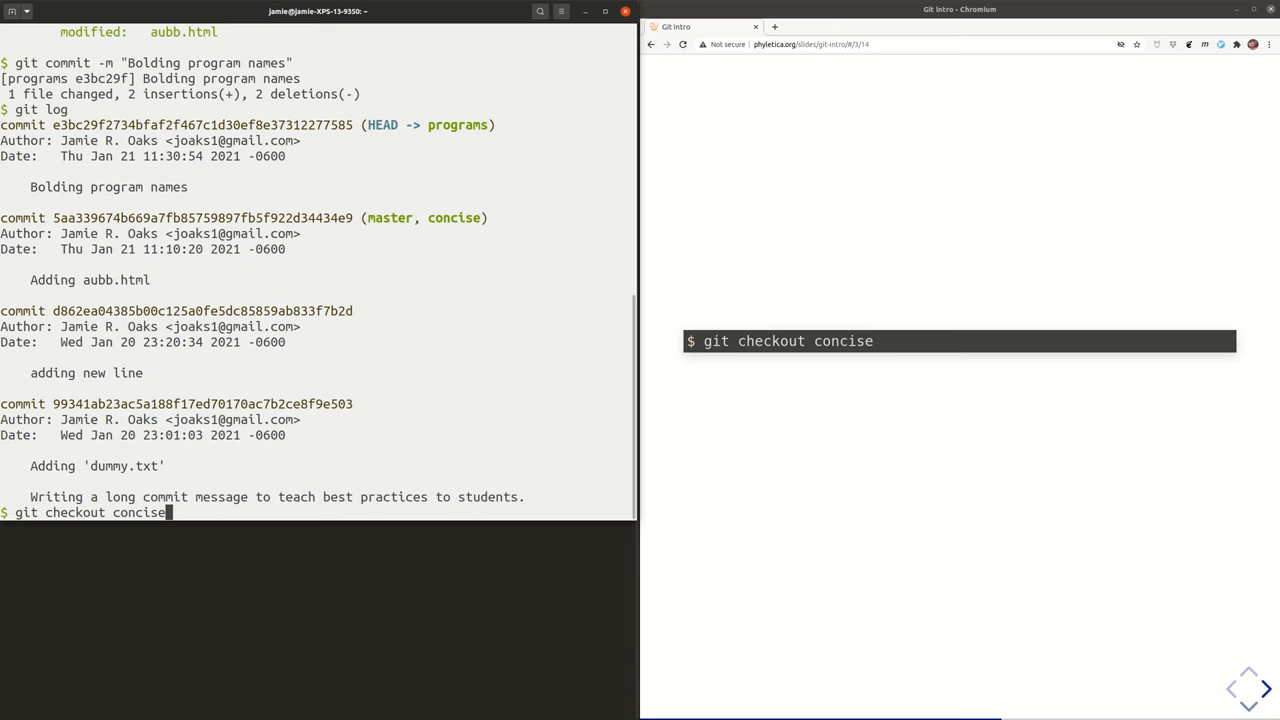 jamie@jamie-XPS-13-9350: ~
modified:   aubb.html
$ git commit -m "Bolding program names"
[programs e3bc29f] Bolding program names
 1 file changed, 2 insertions(+), 2 deletions(-)
$ git log
commit e3bc29f2734bfaf2f467c1d30ef8e37312277585 (HEAD -> programs)
Author: Jamie R. Oaks <joaks1@gmail.com>
Date:   Thu Jan 21 11:30:54 2021 -0600
Bolding program names
commit 5aa339674b669a7fb85759897fb5f922d34434e9 (master, concise)
Author: Jamie R. Oaks <joaks1@gmail.com>
Date:   Thu Jan 21 11:10:20 2021 -0600
Adding aubb.html
commit d862ea04385b00c125a0fe5dc85859ab833f7b2d
Author: Jamie R. Oaks <joaks1@gmail.com>
Date:   Wed Jan 20 23:20:34 2021 -0600
adding new line
commit 99341ab23ac5a188f17ed70170ac7b2ce8f9e503
Author: Jamie R. Oaks <joaks1@gmail.com>
Date:   Wed Jan 20 23:01:03 2021 -0600
Adding 'dummy.txt'
Writing a long commit message to teach best practices to students.
$ git checkout concise
Git intro - Chromium
Git intro
Not secure
phyletica.org/slides/git-intro/#/3/14
$ git checkout concise